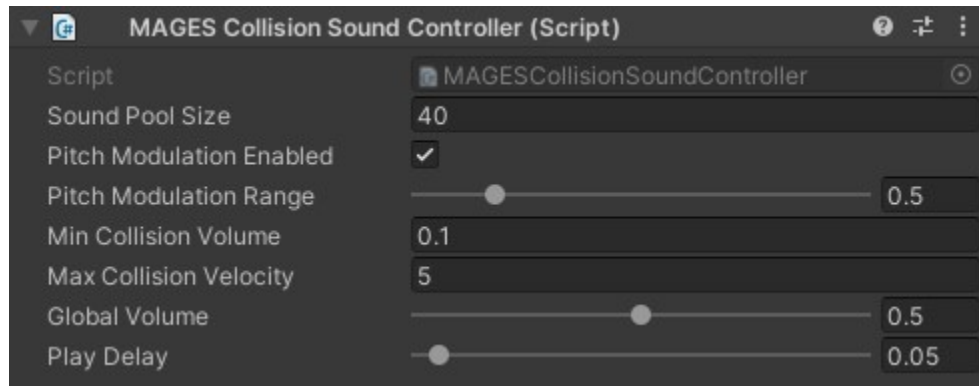 MAGES Collision Sound Controller (Script)
Script MAGESCollisionSoundController
Sound Pool Size 40
Pitch Modulation Enabled
Pitch Modulation Range 0.5
Min Collision Volume 0.1
Max Collision Velocity 5
Global Volume 0.5
Play Delay 0.05